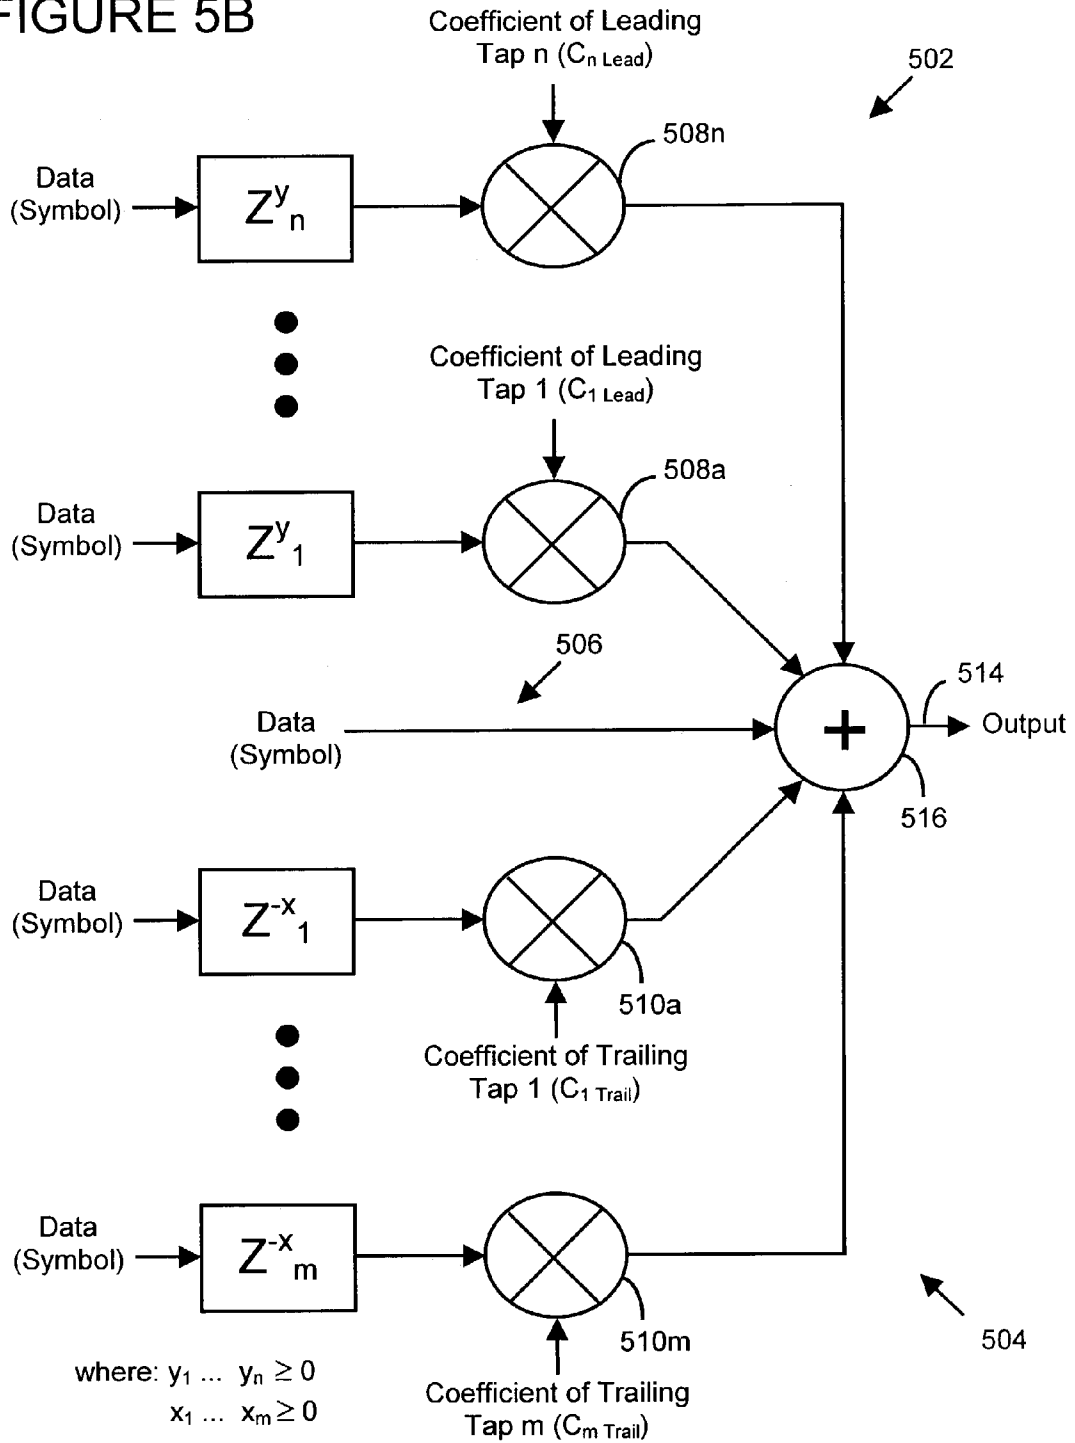 FIGURE 5B
Coefficient of Leading
Tap n (Cn Lead)
502
508n
Data
(Symbol)
Zyn
Coefficient of Leading
Tap 1 (C1 Lead)
508a
Data
(Symbol)
Zy1
506
Data
(Symbol)
+
514
Output
516
Data
(Symbol)
Z-x1
510a
Coefficient of Trailing
Tap 1 (C1 Trail)
Data
(Symbol)
Z-xm
510m
504
Coefficient of Trailing
Tap m (Cm Trail)
where: y1 ... yn ≥ 0
x1 ... xm ≥ 0